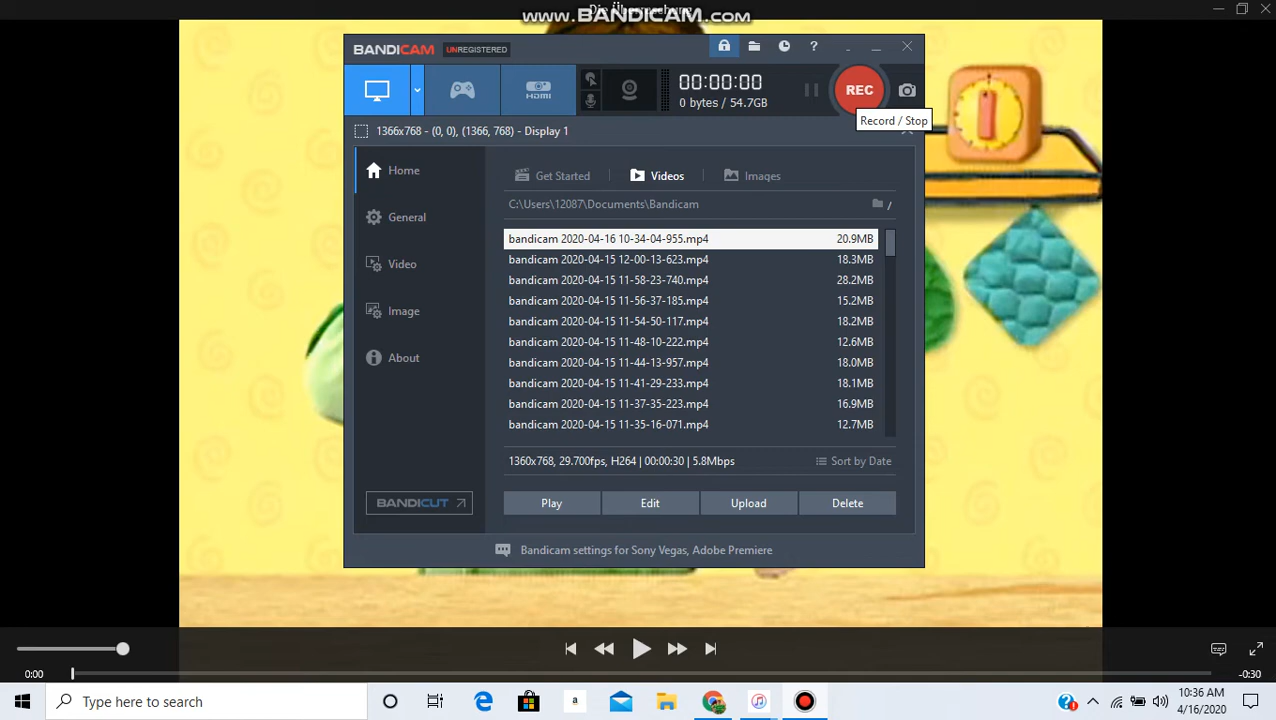 www.BANDICAM.com
BANDICAM UNREGISTERED
?
HDMI
00:00:00
0 bytes / 54.7GB
REC
Record / Stop
1366x768 - (0, 0), (1366, 768) - Display 1
Home
General
Video
Image
About
BANDICUT
Get Started
Videos
Images
C:\Users\12087\Documents\Bandicam
/
bandicam 2020-04-16 10-34-04-955.mp4 20.9MB
bandicam 2020-04-15 12-00-13-623.mp4 18.3MB
bandicam 2020-04-15 11-58-23-740.mp4 28.2MB
bandicam 2020-04-15 11-56-37-185.mp4 15.2MB
bandicam 2020-04-15 11-54-50-117.mp4 18.2MB
bandicam 2020-04-15 11-48-10-222.mp4 12.6MB
bandicam 2020-04-15 11-44-13-957.mp4 18.0MB
bandicam 2020-04-15 11-41-29-233.mp4 18.1MB
bandicam 2020-04-15 11-37-35-223.mp4 16.9MB
bandicam 2020-04-15 11-35-16-071.mp4 12.7MB
1360x768, 29.700fps, H264 | 00:00:30 | 5.8Mbps
Sort by Date
Play Edit Upload Delete
Bandicam settings for Sony Vegas, Adobe Premiere
0:00
-0:30
Type here to search
a
10:36 AM
4/16/2020